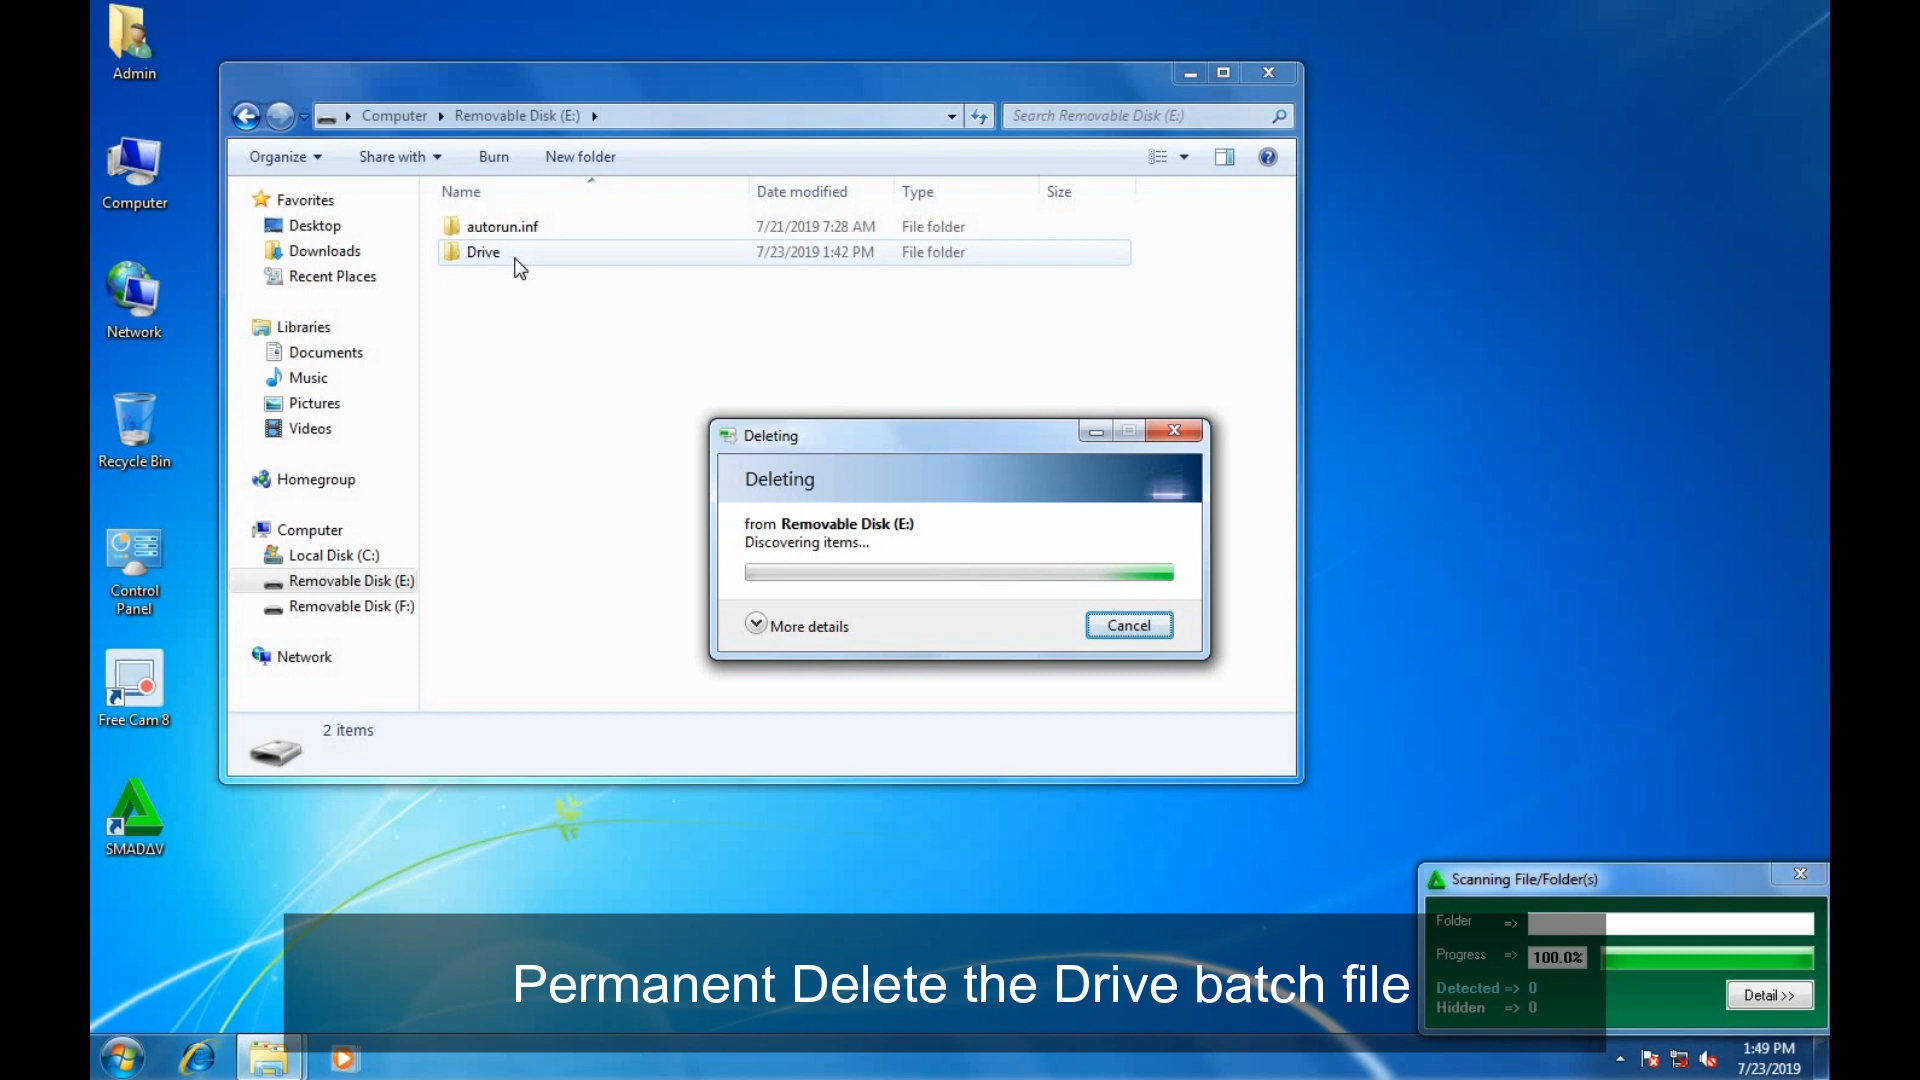 Admin
Computer
Network
Recycle Bin
Control
Panel
Free Cam 8
SMADΔV
Computer Removable Disk (E:)
Search Removable Disk (E:)
Organize Share with Burn New folder
Name Date modified Type Size
autorun.inf 7/21/2019 7:28 AM File folder
Drive 7/23/2019 1:42 PM File folder
Favorites
Desktop
Downloads
Recent Places
Libraries
Documents
Music
Pictures
Videos
Homegroup
Computer
Local Disk (C:)
Removable Disk (E:)
Removable Disk (F:)
Network
2 items
Deleting
Deleting
from Removable Disk (E:)
Discovering items...
More details Cancel
Scanning File/Folder(s)
Folder =>
Progress => 100.0%
Detected => 0
Hidden => 0
Detail >>
Permanent Delete the Drive batch file
1:49 PM
7/23/2019